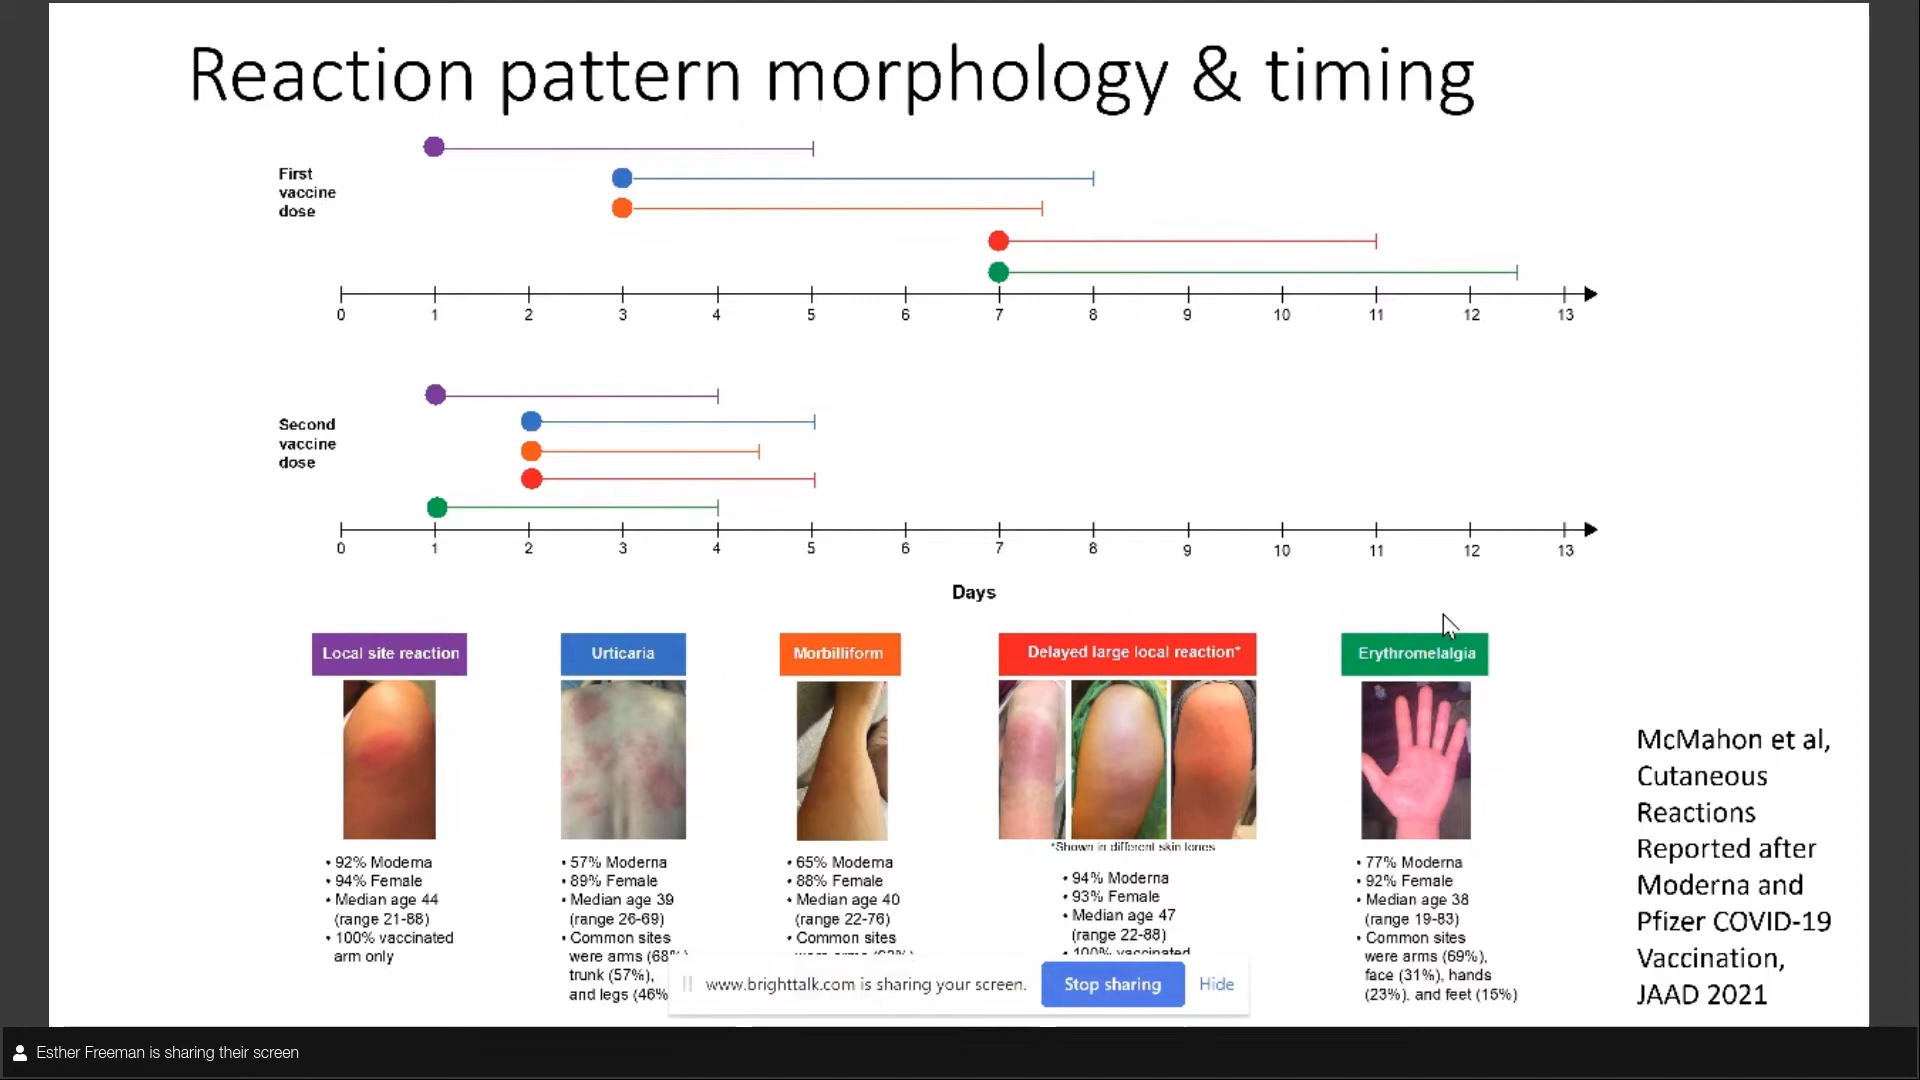 Reaction pattern morphology & timing
First
vaccine
dose
0 1 2 3 4 5 6 7 8 9 10 11 12 13
Second
vaccine
dose
0 1 2 3 4 5 6 7 8 9 10 11 12 13
Days
Local site reaction
• 92% Moderna
• 94% Female
• Median age 44
(range 21-88)
• 100% vaccinated
arm only
Urticaria
• 57% Moderna
• 89% Female
• Median age 39
(range 26-69)
• Common sites
were arms (68%),
trunk (57%),
and legs (46%
Morbilliform
• 65% Moderna
• 88% Female
• Median age 40
(range 22-76)
• Common sites
were arms (63%)
Delayed large local reaction*
*Shown in different skin tones
• 94% Moderna
• 93% Female
• Median age 47
(range 22-88)
• 100% vaccinated
Erythromelalgia
• 77% Moderna
• 92% Female
• Median age 38
(range 19-83)
• Common sites
were arms (69%),
face (31%), hands
(23%), and feet (15%)
McMahon et al,
Cutaneous
Reactions
Reported after
Moderna and
Pfizer COVID-19
Vaccination,
JAAD 2021
www.brighttalk.com is sharing your screen.
Stop sharing
Hide
Esther Freeman is sharing their screen